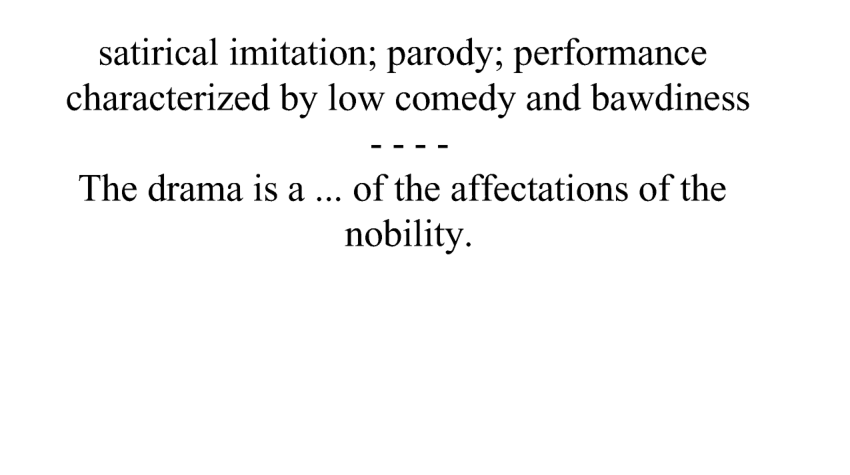 satirical imitation; parody; performance
characterized by low comedy and bawdiness
- - - -
The drama is a ... of the affectations of the
nobility.